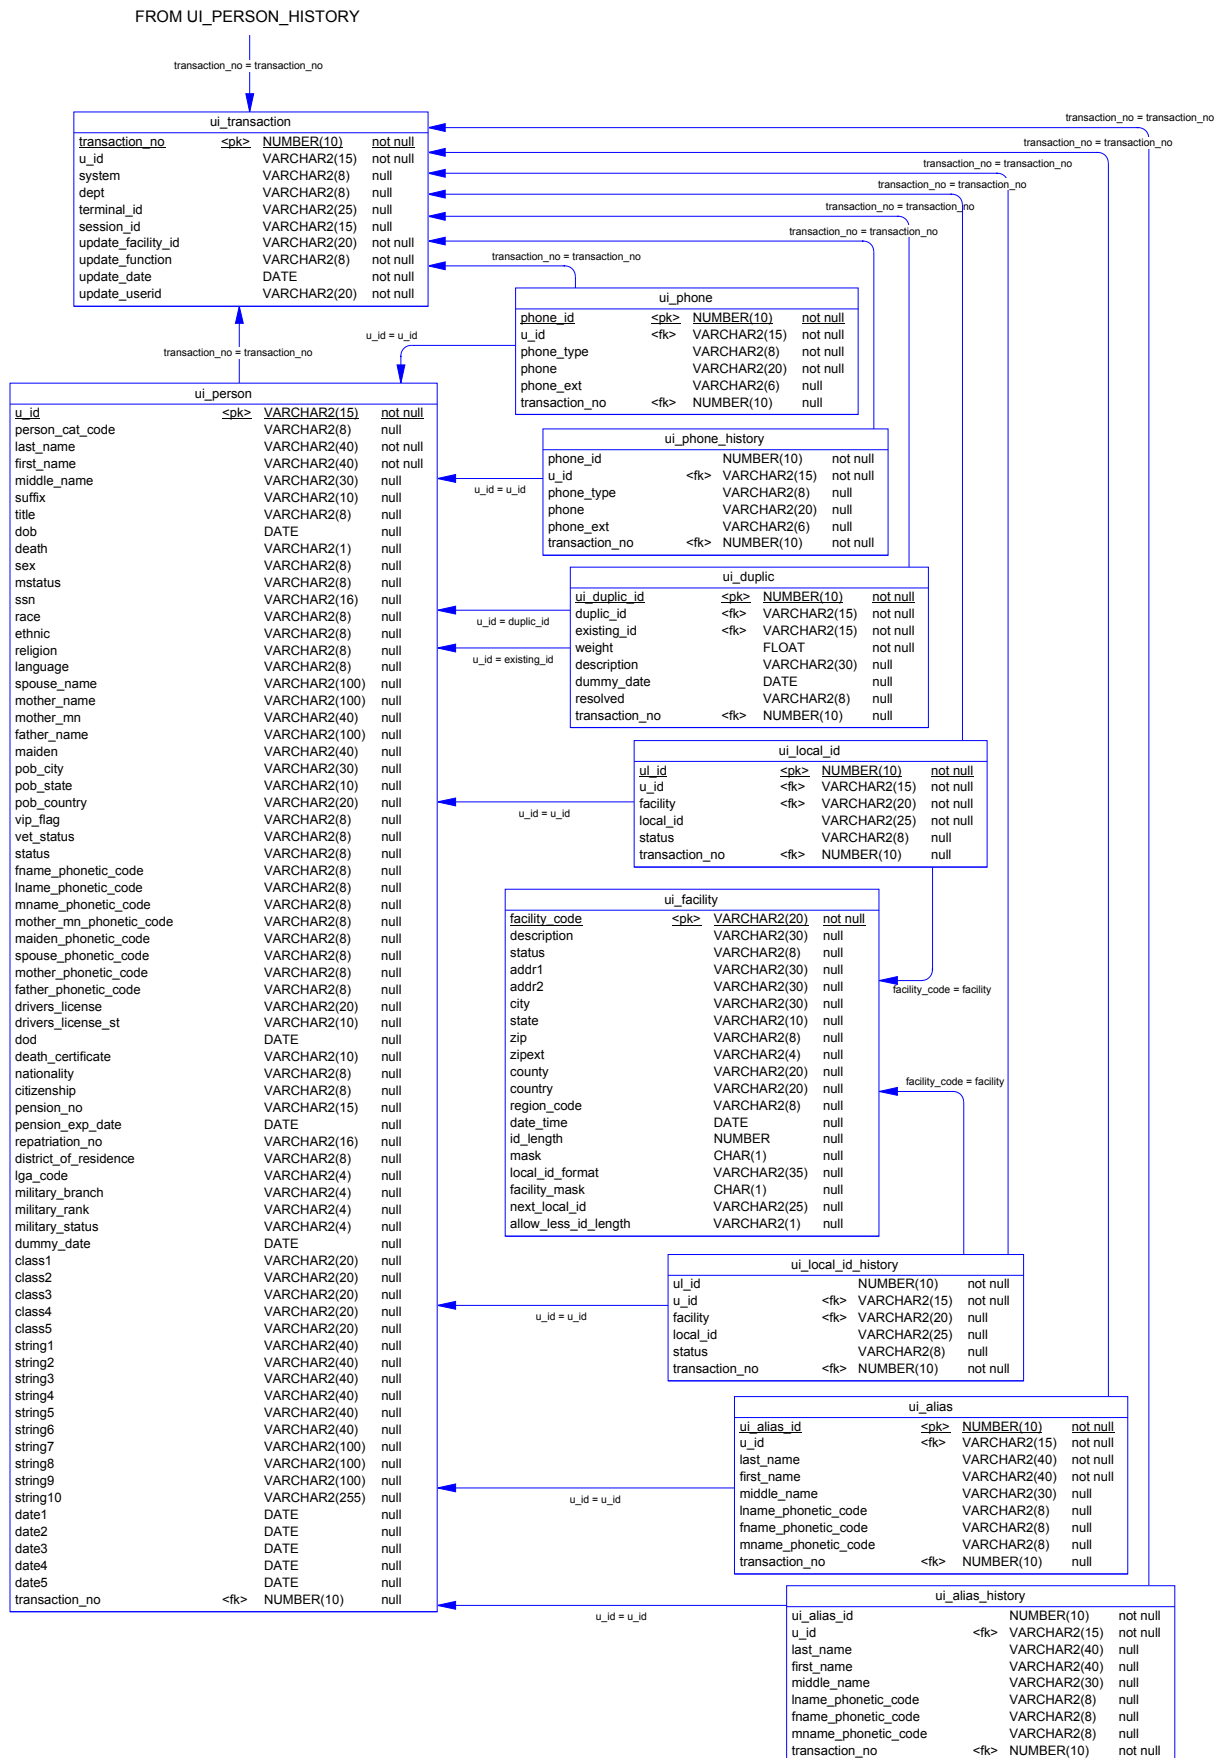 FROM UI_PERSON_HISTORY
transaction_no = transaction_no
transaction_no = transaction_no
transaction_no = transaction_no
transaction_no = transaction_no
transaction_no = transaction_no
transaction_no = transaction_no
transaction_no = transaction_no
transaction_no = transaction_no
ui_transaction
transaction_no <pk> NUMBER(10) not null
u_id VARCHAR2(15) not null
system VARCHAR2(8) null
dept VARCHAR2(8) null
terminal_id VARCHAR2(25) null
session_id VARCHAR2(15) null
update_facility_id VARCHAR2(20) not null
update_function VARCHAR2(8) not null
update_date DATE not null
update_userid VARCHAR2(20) not null
transaction_no = transaction_no
u_id = u_id
ui_phone
phone_id <pk> NUMBER(10) not null
u_id <fk> VARCHAR2(15) not null
phone_type VARCHAR2(8) not null
phone VARCHAR2(20) not null
phone_ext VARCHAR2(6) null
transaction_no <fk> NUMBER(10) null
ui_person
u_id <pk> VARCHAR2(15) not null
person_cat_code VARCHAR2(8) null
last_name VARCHAR2(40) not null
first_name VARCHAR2(40) not null
middle_name VARCHAR2(30) null
suffix VARCHAR2(10) null
title VARCHAR2(8) null
dob DATE null
death VARCHAR2(1) null
sex VARCHAR2(8) null
mstatus VARCHAR2(8) null
ssn VARCHAR2(16) null
race VARCHAR2(8) null
ethnic VARCHAR2(8) null
religion VARCHAR2(8) null
language VARCHAR2(8) null
spouse_name VARCHAR2(100) null
mother_name VARCHAR2(100) null
mother_mn VARCHAR2(40) null
father_name VARCHAR2(100) null
maiden VARCHAR2(40) null
pob_city VARCHAR2(30) null
pob_state VARCHAR2(10) null
pob_country VARCHAR2(20) null
vip_flag VARCHAR2(8) null
vet_status VARCHAR2(8) null
status VARCHAR2(8) null
fname_phonetic_code VARCHAR2(8) null
lname_phonetic_code VARCHAR2(8) null
mname_phonetic_code VARCHAR2(8) null
mother_mn_phonetic_code VARCHAR2(8) null
maiden_phonetic_code VARCHAR2(8) null
spouse_phonetic_code VARCHAR2(8) null
mother_phonetic_code VARCHAR2(8) null
father_phonetic_code VARCHAR2(8) null
drivers_license VARCHAR2(20) null
drivers_license_st VARCHAR2(10) null
dod DATE null
death_certificate VARCHAR2(10) null
nationality VARCHAR2(8) null
citizenship VARCHAR2(8) null
pension_no VARCHAR2(15) null
pension_exp_date DATE null
repatriation_no VARCHAR2(16) null
district_of_residence VARCHAR2(8) null
lga_code VARCHAR2(4) null
military_branch VARCHAR2(4) null
military_rank VARCHAR2(4) null
military_status VARCHAR2(4) null
dummy_date DATE null
class1 VARCHAR2(20) null
class2 VARCHAR2(20) null
class3 VARCHAR2(20) null
class4 VARCHAR2(20) null
class5 VARCHAR2(20) null
string1 VARCHAR2(40) null
string2 VARCHAR2(40) null
string3 VARCHAR2(40) null
string4 VARCHAR2(40) null
string5 VARCHAR2(40) null
string6 VARCHAR2(40) null
string7 VARCHAR2(100) null
string8 VARCHAR2(100) null
string9 VARCHAR2(100) null
string10 VARCHAR2(255) null
date1 DATE null
date2 DATE null
date3 DATE null
date4 DATE null
date5 DATE null
transaction_no <fk> NUMBER(10) null
ui_phone_history
phone_id NUMBER(10) not null
u_id <fk> VARCHAR2(15) not null
phone_type VARCHAR2(8) null
phone VARCHAR2(20) null
phone_ext VARCHAR2(6) null
transaction_no <fk> NUMBER(10) not null
u_id = u_id
ui_duplic
ui_duplic_id <pk> NUMBER(10) not null
duplic_id <fk> VARCHAR2(15) not null
existing_id <fk> VARCHAR2(15) not null
weight FLOAT not null
description VARCHAR2(30) null
dummy_date DATE null
resolved VARCHAR2(8) null
transaction_no <fk> NUMBER(10) null
u_id = duplic_id
u_id = existing_id
ui_local_id
ul_id <pk> NUMBER(10) not null
u_id <fk> VARCHAR2(15) not null
facility <fk> VARCHAR2(20) not null
local_id VARCHAR2(25) not null
status VARCHAR2(8) null
transaction_no <fk> NUMBER(10) null
u_id = u_id
ui_facility
facility_code <pk> VARCHAR2(20) not null
description VARCHAR2(30) null
status VARCHAR2(8) null
addr1 VARCHAR2(30) null
addr2 VARCHAR2(30) null
city VARCHAR2(30) null
state VARCHAR2(10) null
zip VARCHAR2(8) null
zipext VARCHAR2(4) null
county VARCHAR2(20) null
country VARCHAR2(20) null
region_code VARCHAR2(8) null
date_time DATE null
id_length NUMBER null
mask CHAR(1) null
local_id_format VARCHAR2(35) null
facility_mask CHAR(1) null
next_local_id VARCHAR2(25) null
allow_less_id_length VARCHAR2(1) null
facility_code = facility
facility_code = facility
ui_local_id_history
ul_id NUMBER(10) not null
u_id <fk> VARCHAR2(15) not null
facility <fk> VARCHAR2(20) null
local_id VARCHAR2(25) null
status VARCHAR2(8) null
transaction_no <fk> NUMBER(10) not null
u_id = u_id
ui_alias
ui_alias_id <pk> NUMBER(10) not null
u_id <fk> VARCHAR2(15) not null
last_name VARCHAR2(40) not null
first_name VARCHAR2(40) not null
middle_name VARCHAR2(30) null
lname_phonetic_code VARCHAR2(8) null
fname_phonetic_code VARCHAR2(8) null
mname_phonetic_code VARCHAR2(8) null
transaction_no <fk> NUMBER(10) null
u_id = u_id
ui_alias_history
ui_alias_id NUMBER(10) not null
u_id <fk> VARCHAR2(15) not null
last_name VARCHAR2(40) null
first_name VARCHAR2(40) null
middle_name VARCHAR2(30) null
lname_phonetic_code VARCHAR2(8) null
fname_phonetic_code VARCHAR2(8) null
mname_phonetic_code VARCHAR2(8) null
transaction_no <fk> NUMBER(10) not null
u_id = u_id